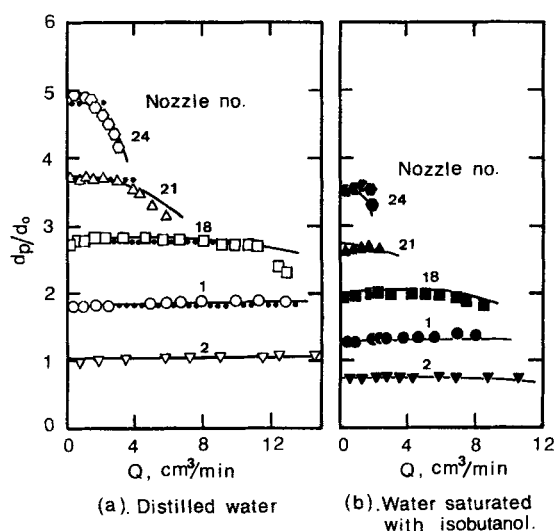 6
5
4
3
2
1
0
dp/do
Nozzle no.
24
21
18
1
2
0 4 8 12
Q, cm³/min
(a). Distilled water
Nozzle no.
24
21
18
1
2
0 4 8 12
Q, cm³/min
(b). Water saturated
with isobutanol.